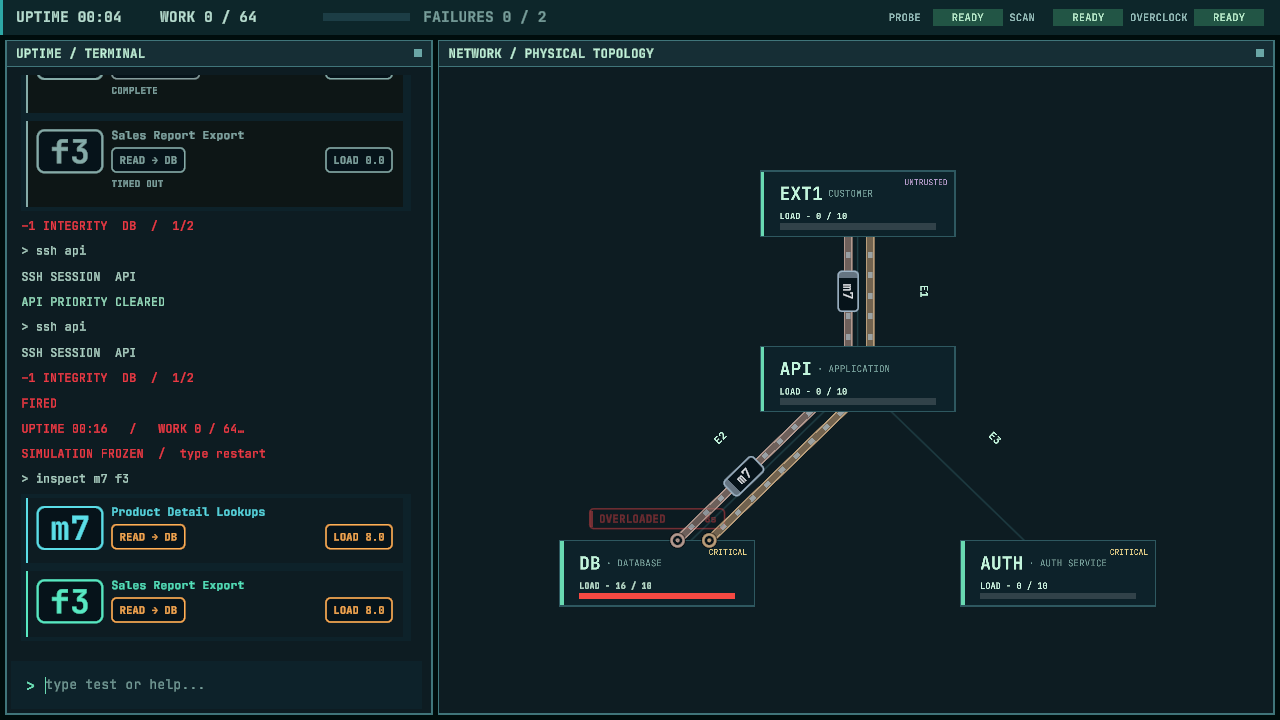 UPTIME 00:04 WORK 0 / 64 FAILURES 0 / 2 PROBE READY SCAN READY OVERCLOCK READY
UPTIME / TERMINAL
COMPLETE
f3 Sales Report Export
READ → DB LOAD 8.0
TIMED OUT
−1 INTEGRITY DB / 1/2
> ssh api
SSH SESSION API
API PRIORITY CLEARED
> ssh api
SSH SESSION API
−1 INTEGRITY DB / 1/2
FIRED
UPTIME 00:16 / WORK 0 / 64…
SIMULATION FROZEN / type restart
> inspect m7 f3
m7 Product Detail Lookups
READ → DB LOAD 8.0
f3 Sales Report Export
READ → DB LOAD 8.0
> type test or help...
NETWORK / PHYSICAL TOPOLOGY
UNTRUSTED
EXT1 CUSTOMER
LOAD - 0 / 10
m7
E1
API · APPLICATION
LOAD - 0 / 10
E2
E3
m7
OVERLOADED
CRITICAL
DB · DATABASE
LOAD - 16 / 10
CRITICAL
AUTH · AUTH SERVICE
LOAD - 0 / 10